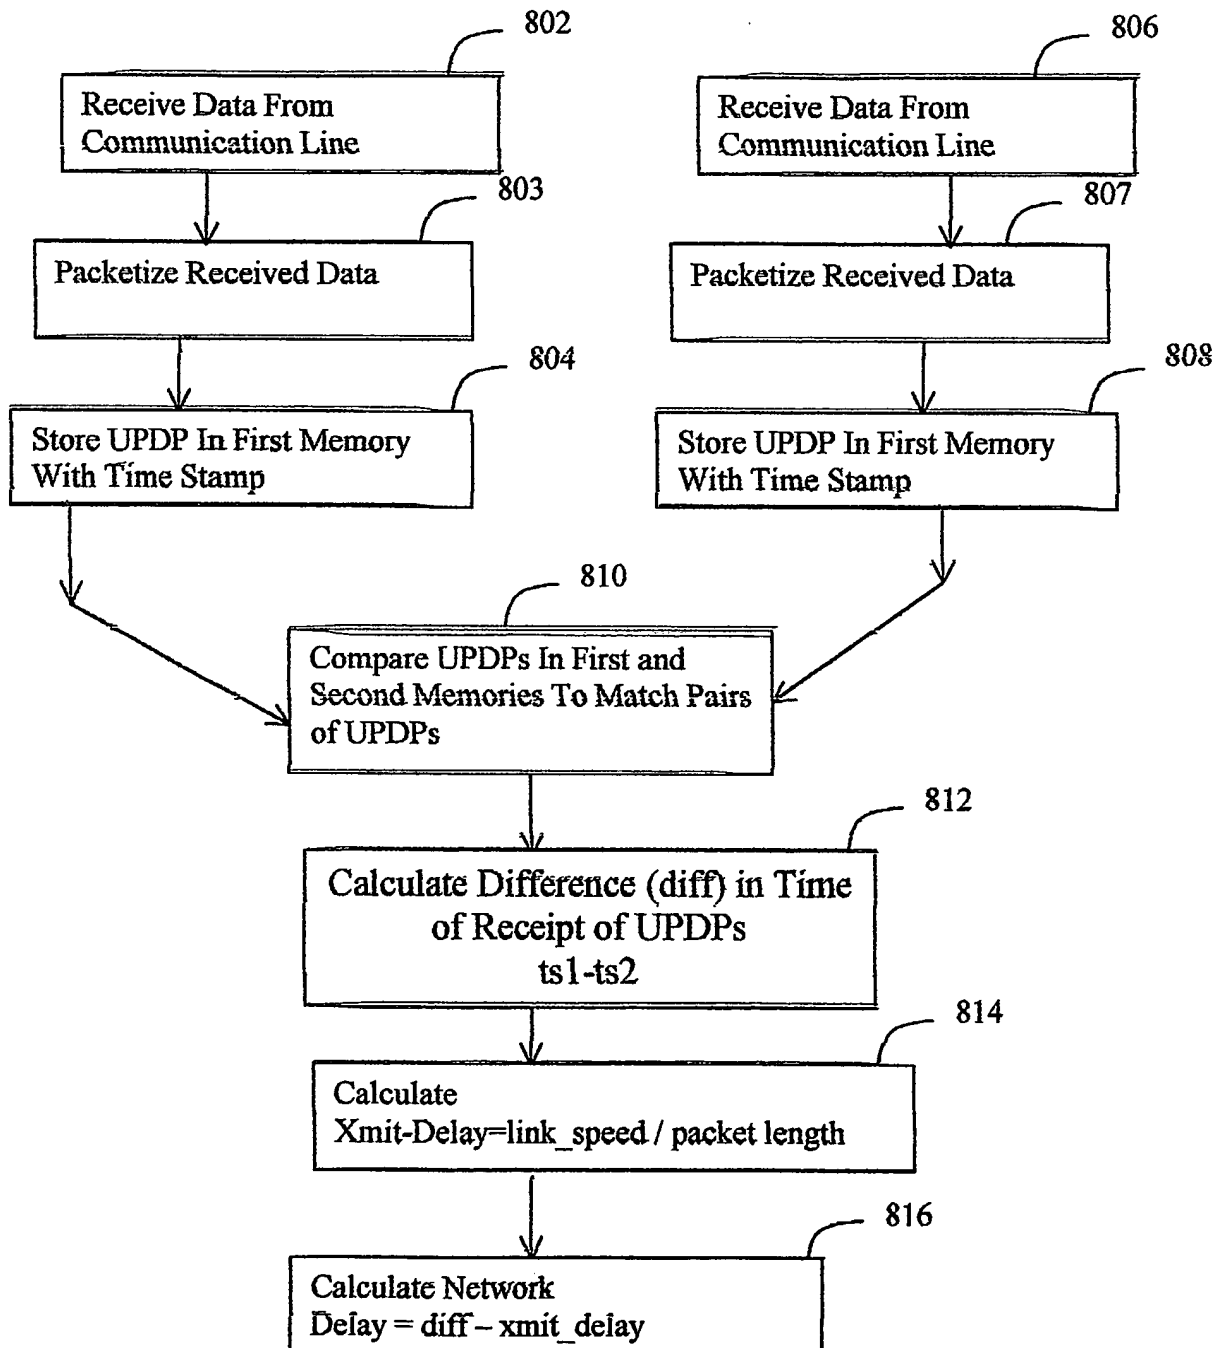 802
806
Receive Data From
Communication Line
Receive Data From
Communication Line
803
807
Packetize Received Data
Packetize Received Data
804
808
Store UPDP In First Memory
With Time Stamp
Store UPDP In First Memory
With Time Stamp
810
Compare UPDPs In First and
Second Memories To Match Pairs
of UPDPs
812
Calculate Difference (diff) in Time
of Receipt of UPDPs
ts1-ts2
814
Calculate
Xmit-Delay=link_speed / packet length
816
Calculate Network
Delay = diff – xmit_delay